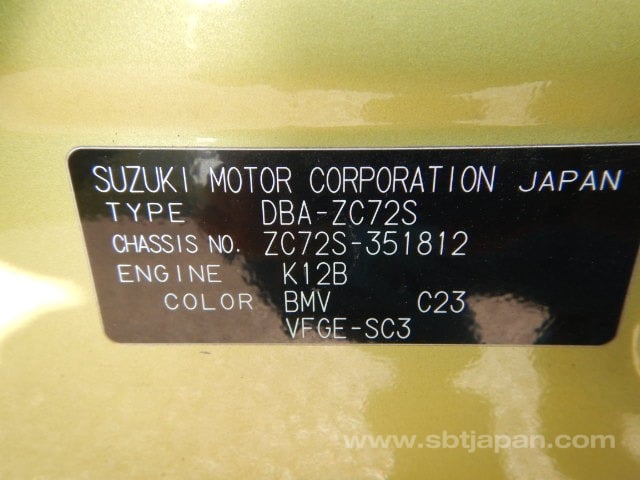 SUZUKI MOTOR CORPORATION JAPAN
TYPE DBA-ZC72S
CHASSIS NO. ZC72S-351812
ENGINE K12B
COLOR BMV C23
VFGE-SC3
www.sbtjapan.com